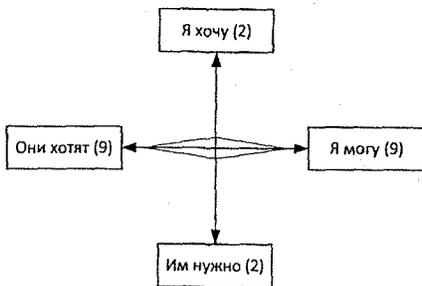 Я хочу (2)
Они хотят (9)
Я могу (9)
Им нужно (2)